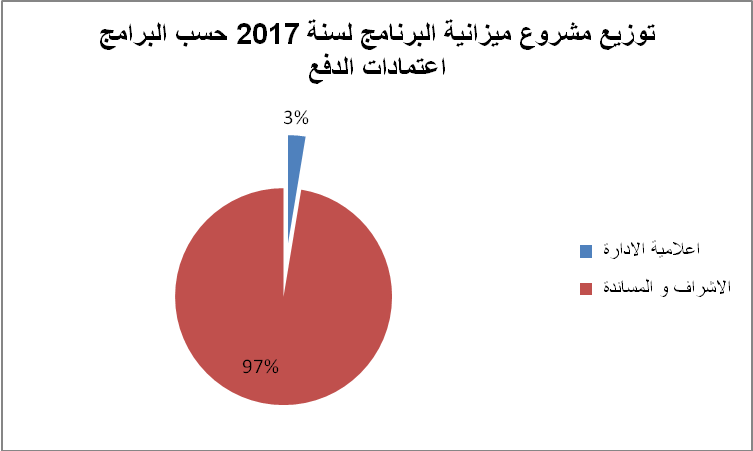 توزيع مشروع ميزانية البرنامج لسنة 2017 حسب البرامج
اعتمادات الدفع
3%
اعلامية الادارة
الاشراف و المساندة
97%